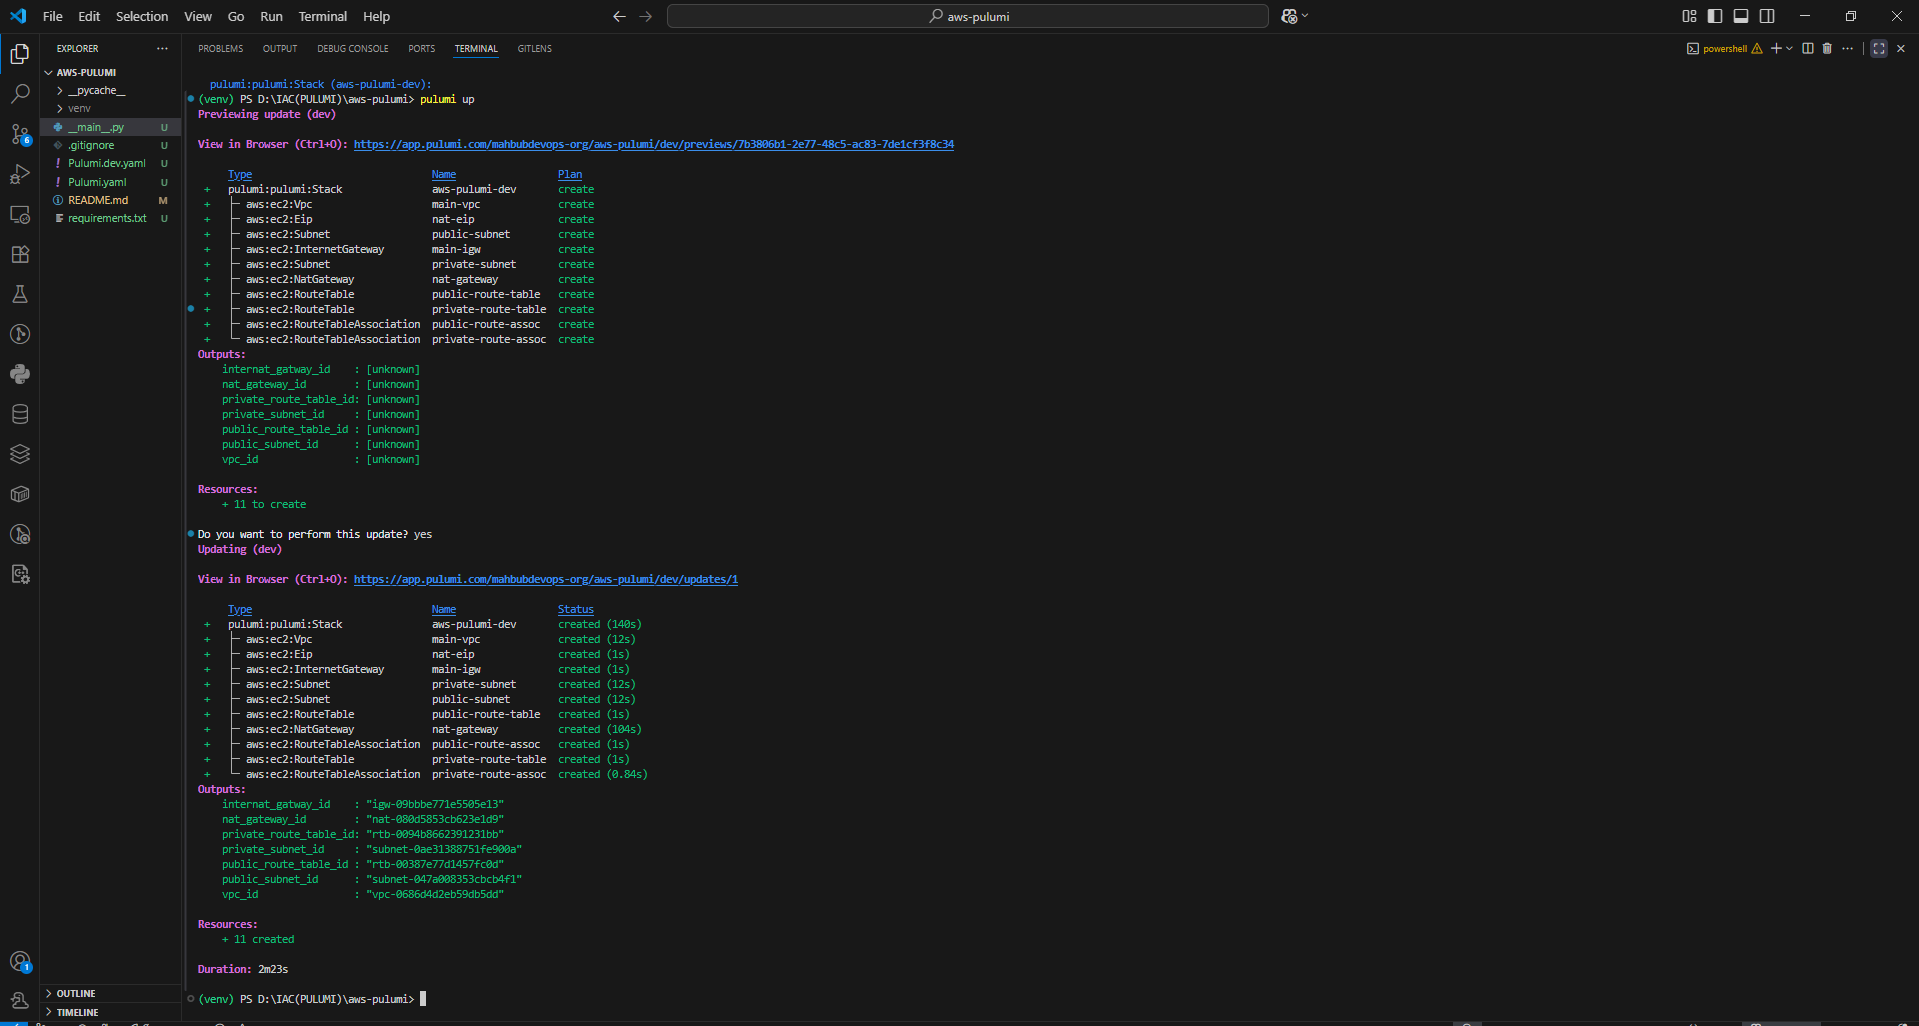 File Edit Selection View Go Run Terminal Help
aws-pulumi
EXPLORER
AWS-PULUMI
__pycache__
venv
__main__.py U
.gitignore U
! Pulumi.dev.yaml U
! Pulumi.yaml U
README.md M
requirements.txt U
6
1
OUTLINE
TIMELINE
PROBLEMS OUTPUT DEBUG CONSOLE PORTS TERMINAL GITLENS
powershell
pulumi:pulumi:Stack (aws-pulumi-dev):
(venv) PS D:\IAC(PULUMI)\aws-pulumi> pulumi up
Previewing update (dev)
View in Browser (Ctrl+O): https://app.pulumi.com/mahbubdevops-org/aws-pulumi/dev/previews/7b3806b1-2e77-48c5-ac83-7de1cf3f8c34
Type Name Plan
+ pulumi:pulumi:Stack aws-pulumi-dev create
+ ├─ aws:ec2:Vpc main-vpc create
+ ├─ aws:ec2:Eip nat-eip create
+ ├─ aws:ec2:Subnet public-subnet create
+ ├─ aws:ec2:InternetGateway main-igw create
+ ├─ aws:ec2:Subnet private-subnet create
+ ├─ aws:ec2:NatGateway nat-gateway create
+ ├─ aws:ec2:RouteTable public-route-table create
+ ├─ aws:ec2:RouteTable private-route-table create
+ ├─ aws:ec2:RouteTableAssociation public-route-assoc create
+ └─ aws:ec2:RouteTableAssociation private-route-assoc create
Outputs:
internat_gatway_id : [unknown]
nat_gateway_id : [unknown]
private_route_table_id: [unknown]
private_subnet_id : [unknown]
public_route_table_id : [unknown]
public_subnet_id : [unknown]
vpc_id : [unknown]
Resources:
+ 11 to create
Do you want to perform this update? yes
Updating (dev)
View in Browser (Ctrl+O): https://app.pulumi.com/mahbubdevops-org/aws-pulumi/dev/updates/1
Type Name Status
+ pulumi:pulumi:Stack aws-pulumi-dev created (140s)
+ ├─ aws:ec2:Vpc main-vpc created (12s)
+ ├─ aws:ec2:Eip nat-eip created (1s)
+ ├─ aws:ec2:InternetGateway main-igw created (1s)
+ ├─ aws:ec2:Subnet private-subnet created (12s)
+ ├─ aws:ec2:Subnet public-subnet created (12s)
+ ├─ aws:ec2:RouteTable public-route-table created (1s)
+ ├─ aws:ec2:NatGateway nat-gateway created (104s)
+ ├─ aws:ec2:RouteTableAssociation public-route-assoc created (1s)
+ ├─ aws:ec2:RouteTable private-route-table created (1s)
+ └─ aws:ec2:RouteTableAssociation private-route-assoc created (0.84s)
Outputs:
internat_gatway_id : "igw-09bbbe771e5505e13"
nat_gateway_id : "nat-080d5853cb623e1d9"
private_route_table_id: "rtb-0094b8662391231bb"
private_subnet_id : "subnet-0ae31388751fe900a"
public_route_table_id : "rtb-00387e77d1457fc0d"
public_subnet_id : "subnet-047a008353cbcb4f1"
vpc_id : "vpc-0686d4d2eb59db5dd"
Resources:
+ 11 created
Duration: 2m23s
(venv) PS D:\IAC(PULUMI)\aws-pulumi>